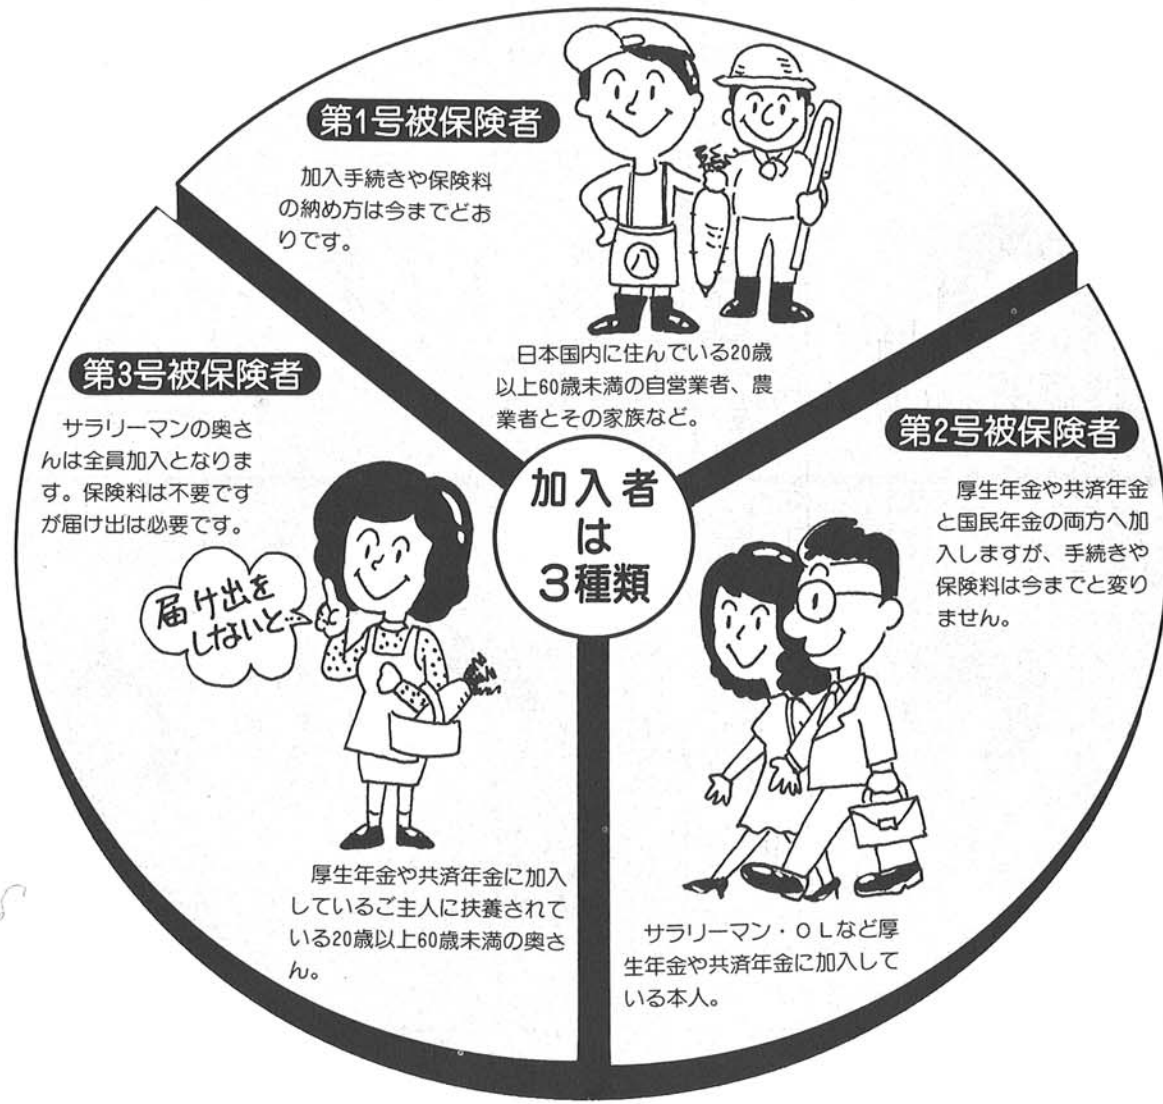 第1号被保険者
加入手続きや保険料
の納め方は今までどお
りです。
八
日本国内に住んでいる20歳
以上60歳未満の自営業者、農
業者とその家族など。
第3号被保険者
サラリーマンの奥さ
んは全員加入となりま
す。保険料は不要です
が届け出は必要です。
届け出を
しないと…
厚生年金や共済年金に加入
しているご主人に扶養されて
いる20歳以上60歳未満の奥さ
ん。
加入者
は
3種類
第2号被保険者
厚生年金や共済年金
と国民年金の両方へ加
入しますが、手続きや
保険料は今までと変り
ません。
サラリーマン・OLなど厚
生年金や共済年金に加入して
いる本人。